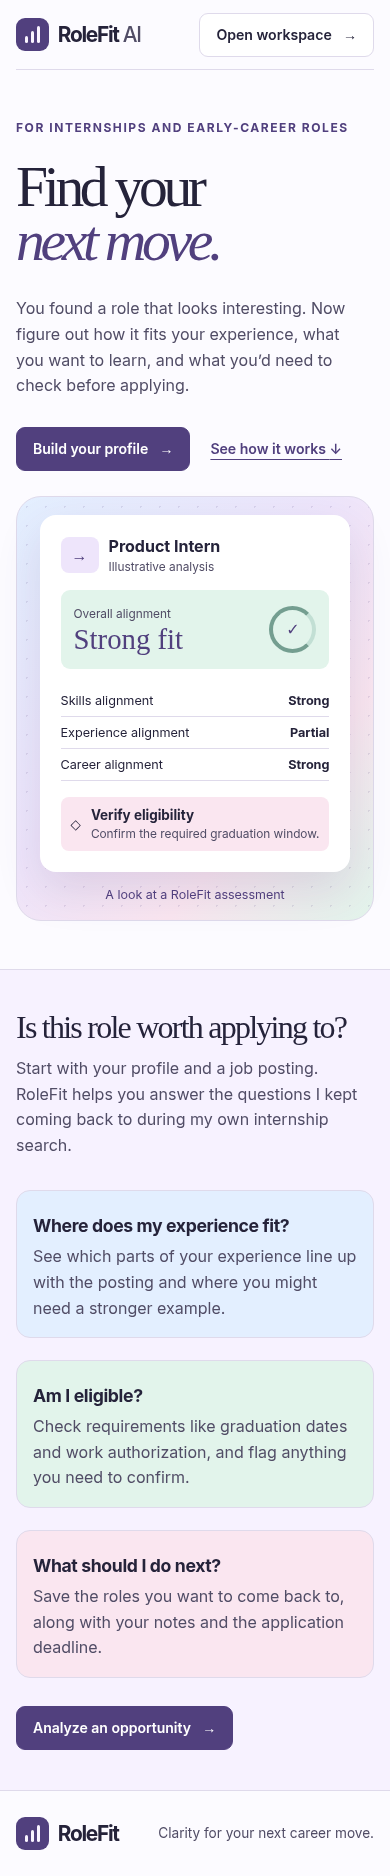 RoleFit AI
Open workspace →
FOR INTERNSHIPS AND EARLY-CAREER ROLES
Find your
next move.
You found a role that looks interesting. Now
figure out how it fits your experience, what
you want to learn, and what you’d need to
check before applying.
Build your profile →
See how it works ↓
→
Product Intern
Illustrative analysis
Overall alignment
Strong fit
✓
Skills alignment Strong
Experience alignment Partial
Career alignment Strong
◇
Verify eligibility
Confirm the required graduation window.
A look at a RoleFit assessment
Is this role worth applying to?
Start with your profile and a job posting.
RoleFit helps you answer the questions I kept
coming back to during my own internship
search.
Where does my experience fit?
See which parts of your experience line up
with the posting and where you might
need a stronger example.
Am I eligible?
Check requirements like graduation dates
and work authorization, and flag anything
you need to confirm.
What should I do next?
Save the roles you want to come back to,
along with your notes and the application
deadline.
Analyze an opportunity →
RoleFit
Clarity for your next career move.